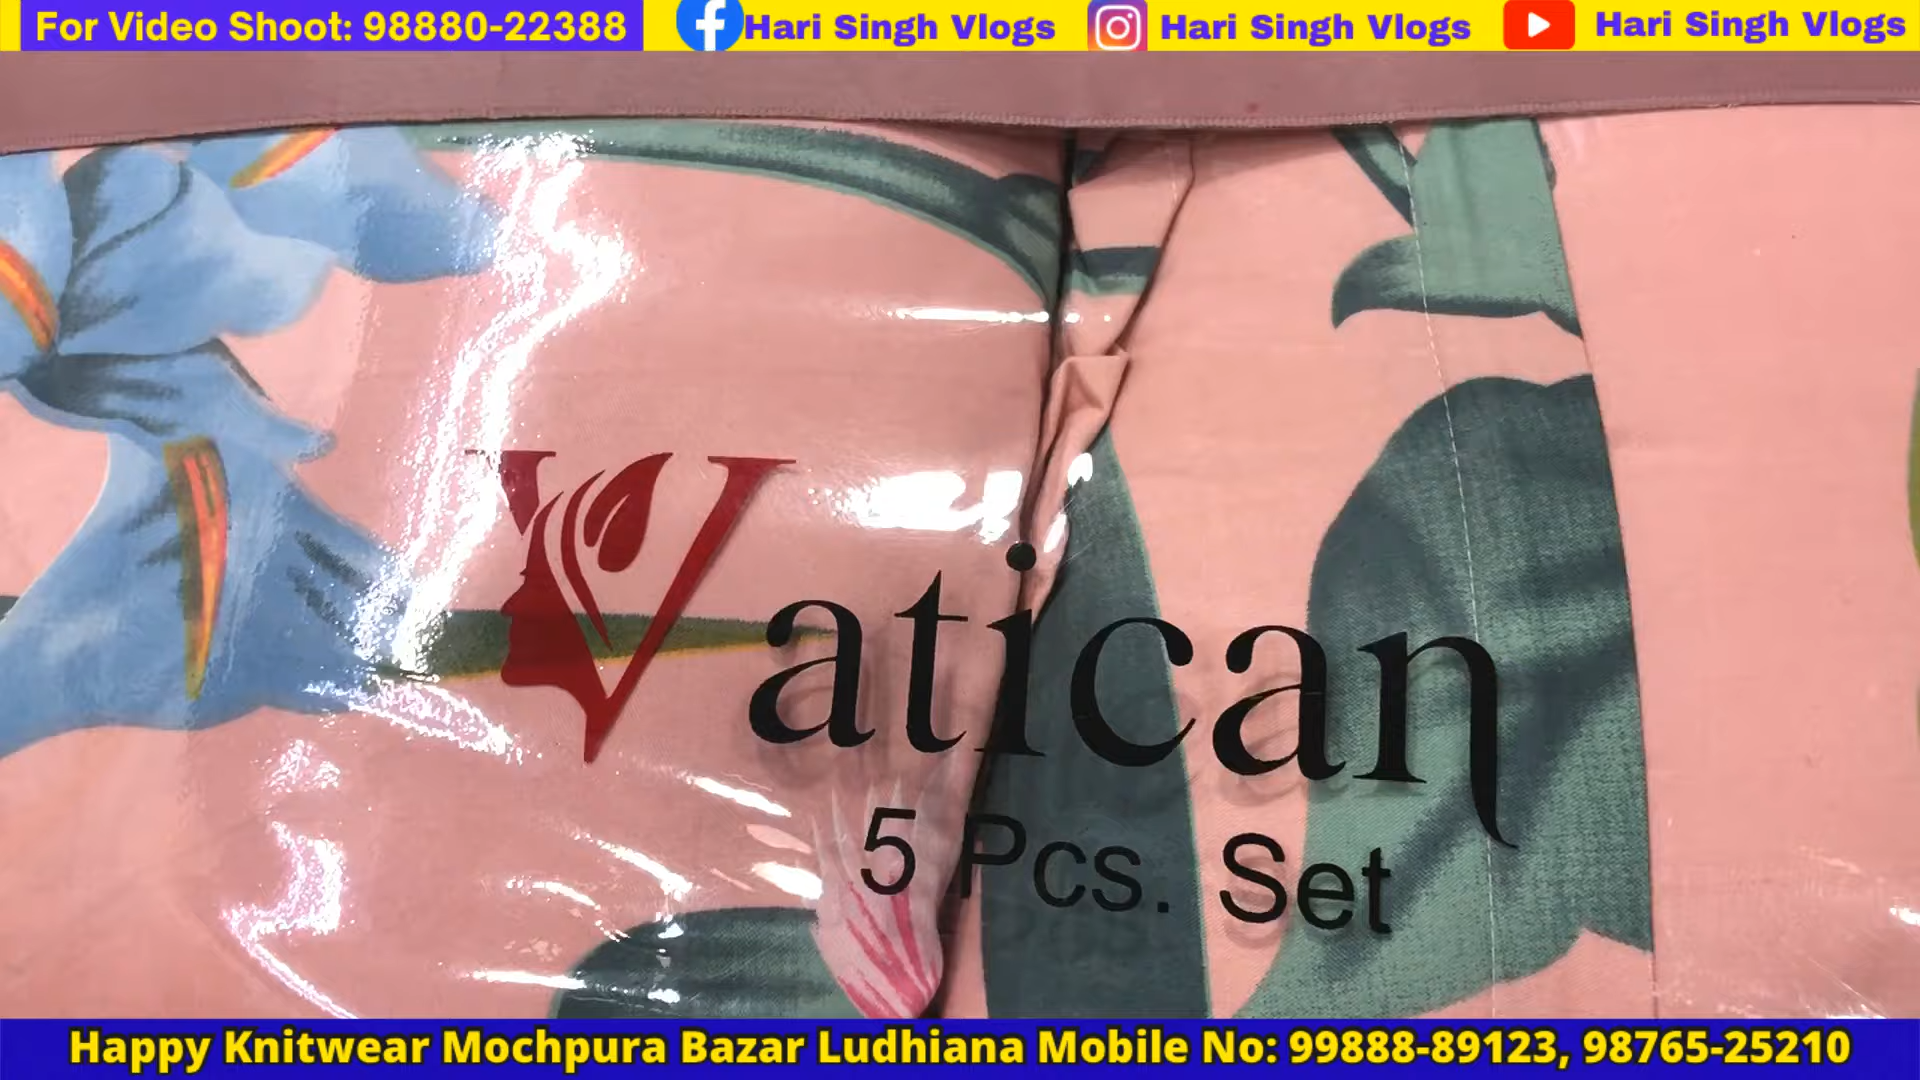 For Video Shoot: 98880-22388 Hari Singh Vlogs Hari Singh Vlogs Hari Singh Vlogs
Vatican
5 Pcs. Set
Happy Knitwear Mochpura Bazar Ludhiana Mobile No: 99888-89123, 98765-25210